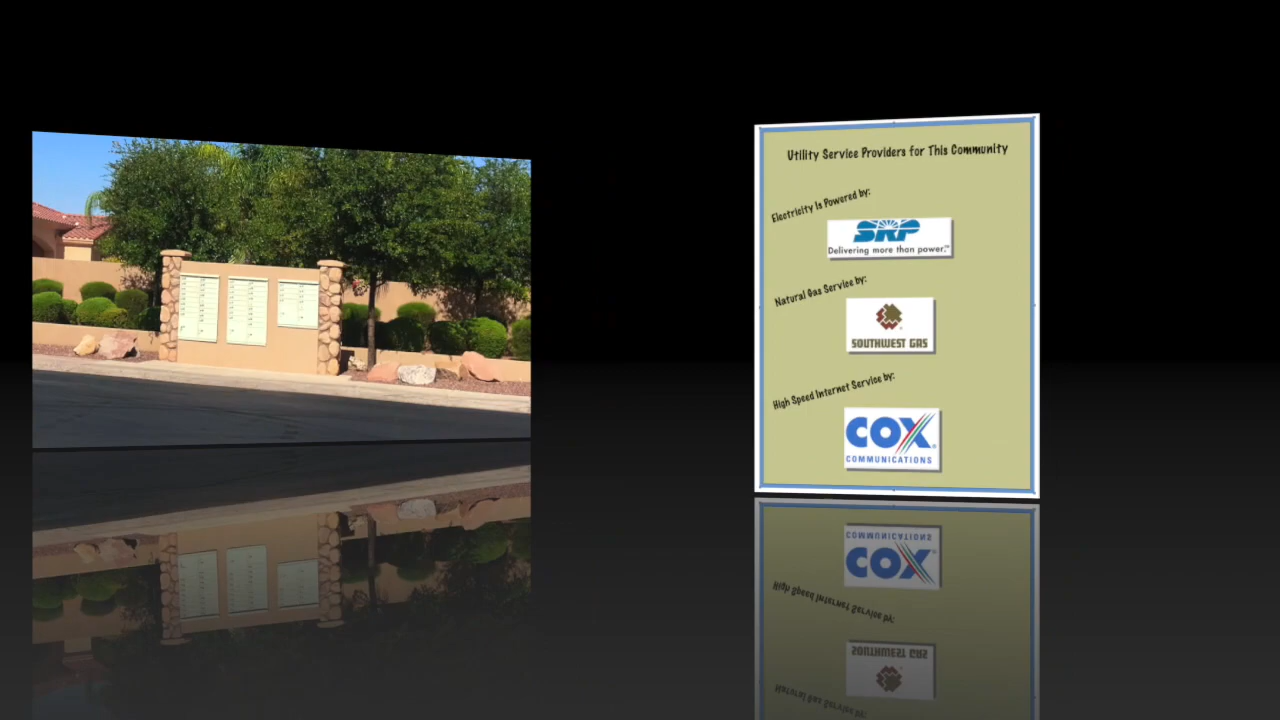 Utility Service Providers for This Community
Electricity Is Powered by:
SRP
Delivering more than power.™
Natural Gas Service by:
SOUTHWEST GAS
High Speed Internet Service by:
COX
COMMUNICATIONS